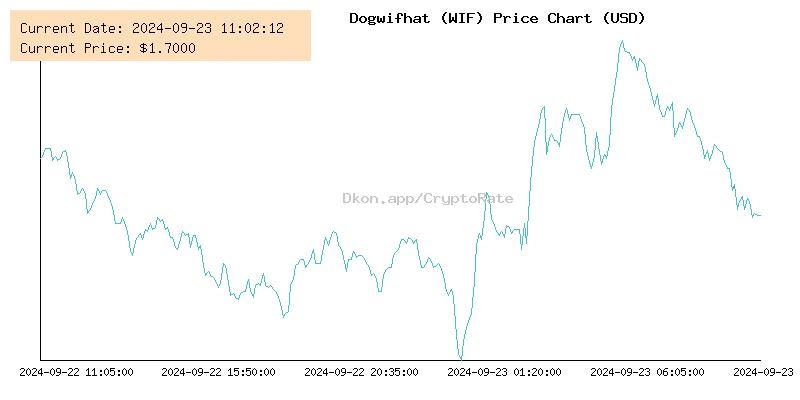 Dogwifhat (WIF) Price Chart (USD)
Current Date: 2024-09-23 11:02:12
Current Price: $1.7000
Dkon.app/CryptoRate
2024-09-22 11:05:00
2024-09-22 15:50:00
2024-09-22 20:35:00
2024-09-23 01:20:00
2024-09-23 06:05:00
2024-09-23